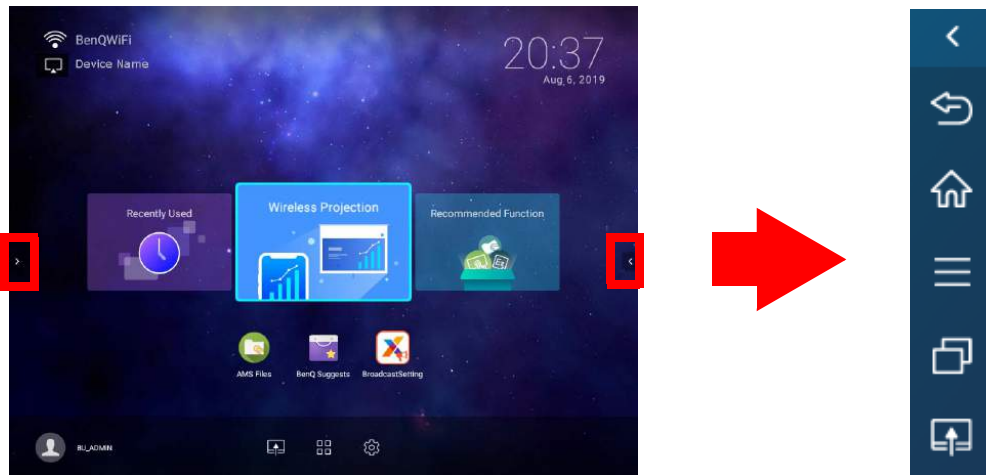 BenQWiFi
Device Name
20:37
Aug 6, 2019
Recently Used
Wireless Projection
Recommended Function
AMS Files
BenQ Suggests
BroadcastSetting
BU_ADMIN